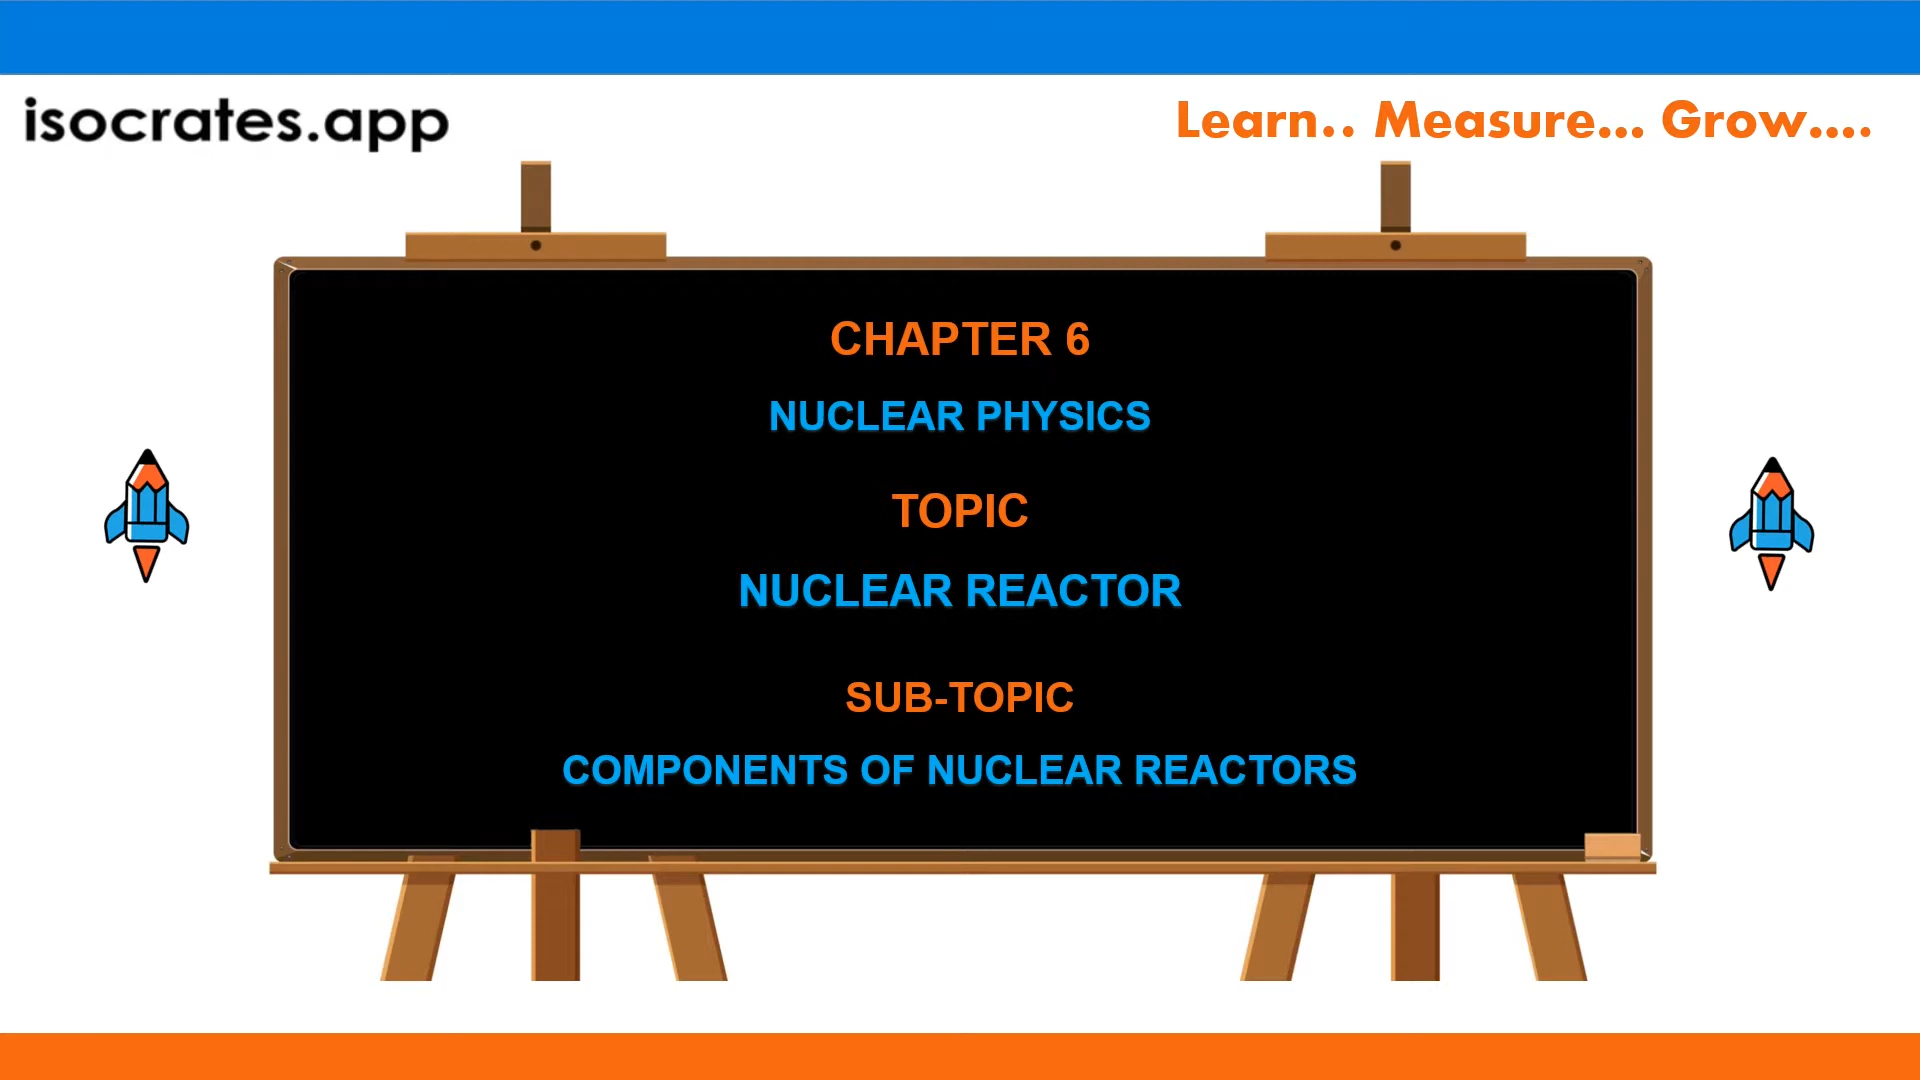 isocrates.app
Learn.. Measure... Grow....
CHAPTER 6
NUCLEAR PHYSICS
TOPIC
NUCLEAR REACTOR
SUB-TOPIC
COMPONENTS OF NUCLEAR REACTORS